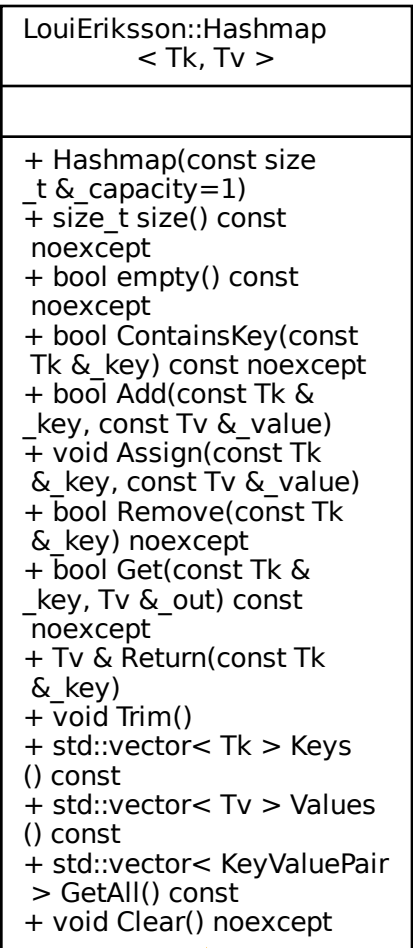 LouiEriksson::Hashmap
< Tk, Tv >
+ Hashmap(const size
_t &_capacity=1)
+ size_t size() const
noexcept
+ bool empty() const
noexcept
+ bool ContainsKey(const
Tk &_key) const noexcept
+ bool Add(const Tk &
_key, const Tv &_value)
+ void Assign(const Tk
&_key, const Tv &_value)
+ bool Remove(const Tk
&_key) noexcept
+ bool Get(const Tk &
_key, Tv &_out) const
noexcept
+ Tv & Return(const Tk
&_key)
+ void Trim()
+ std::vector< Tk > Keys
() const
+ std::vector< Tv > Values
() const
+ std::vector< KeyValuePair
> GetAll() const
+ void Clear() noexcept